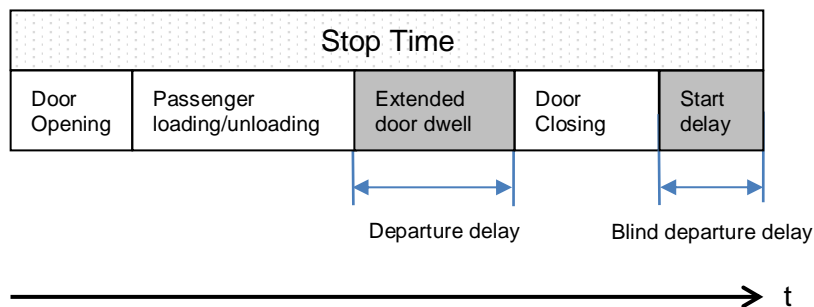 Stop Time
Door
Opening
Passenger
loading/unloading
Extended
door dwell
Door
Closing
Start
delay
Departure delay
Blind departure delay
t